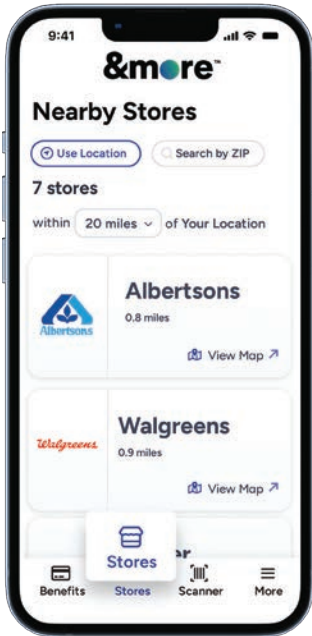 9:41
&more™
Nearby Stores
Use Location
Search by ZIP
7 stores
within 20 miles of Your Location
Albertsons
Albertsons
0.8 miles
View Map
Walgreens
Walgreens
0.9 miles
View Map
Stores
Benefits
Stores
Scanner
More